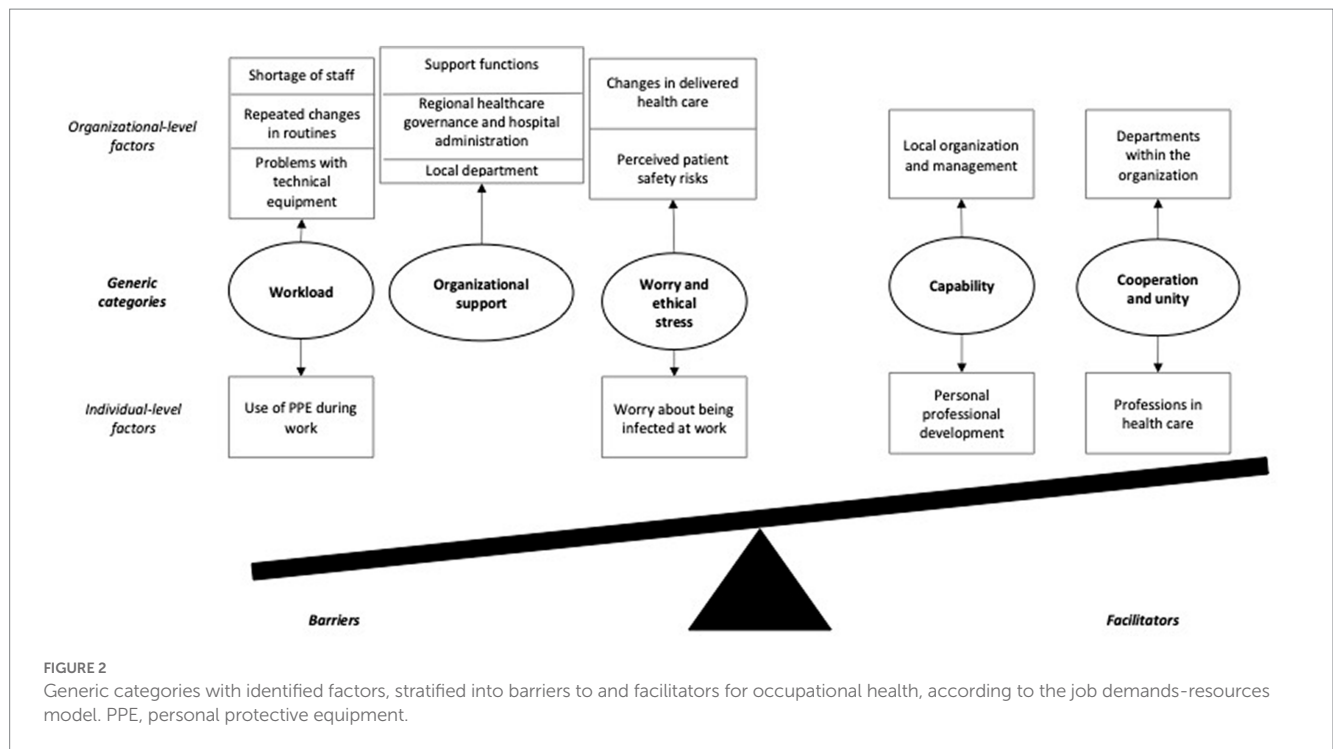 Shortage of staff
Repeated changes
in routines
Problems with
technical
equipment
Support functions
Regional healthcare
governance and hospital
administration
Local department
Changes in delivered
health care
Perceived patient
safety risks
Local organization
and management
Departments
within the
organization
Organizational-level
factors
Generic
categories
Workload
Organizational
support
Worry and
ethical
stress
Capability
Cooperation
and unity
Individual-level
factors
Use of PPE during
work
Worry about being
infected at work
Personal
professional
development
Professions in
health care
Barriers
Facilitators
FIGURE 2
Generic categories with identified factors, stratified into barriers to and facilitators for occupational health, according to the job demands-resources
model. PPE, personal protective equipment.